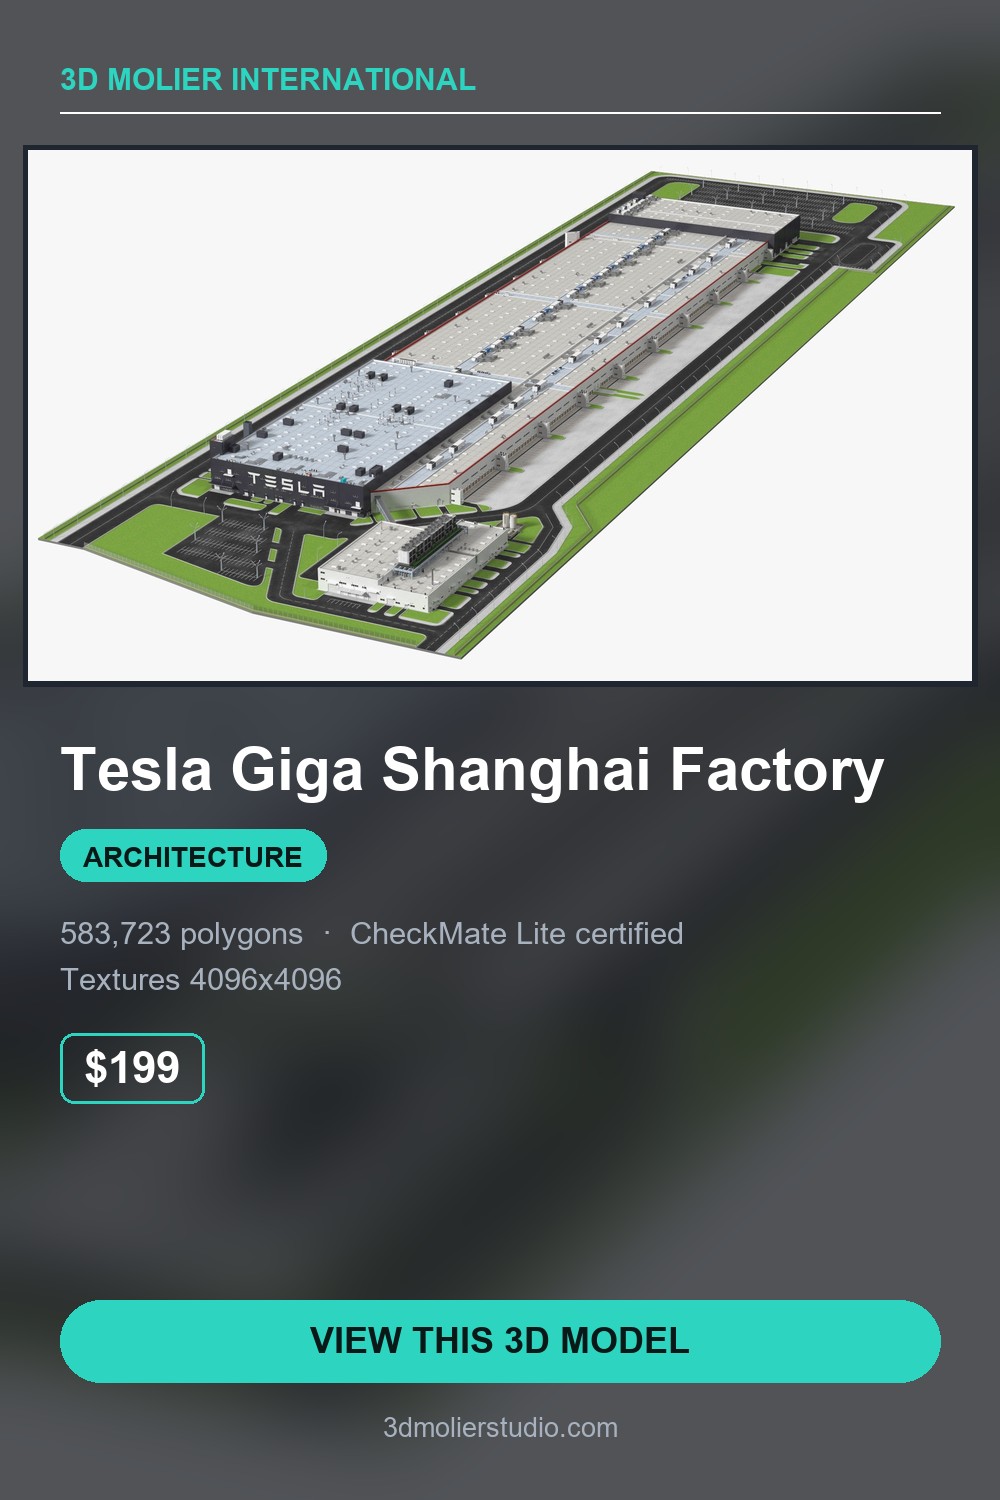 3D MOLIER INTERNATIONAL
TESLA
Tesla Giga Shanghai Factory
ARCHITECTURE
583,723 polygons · CheckMate Lite certified
Textures 4096x4096
$199
VIEW THIS 3D MODEL
3dmolierstudio.com